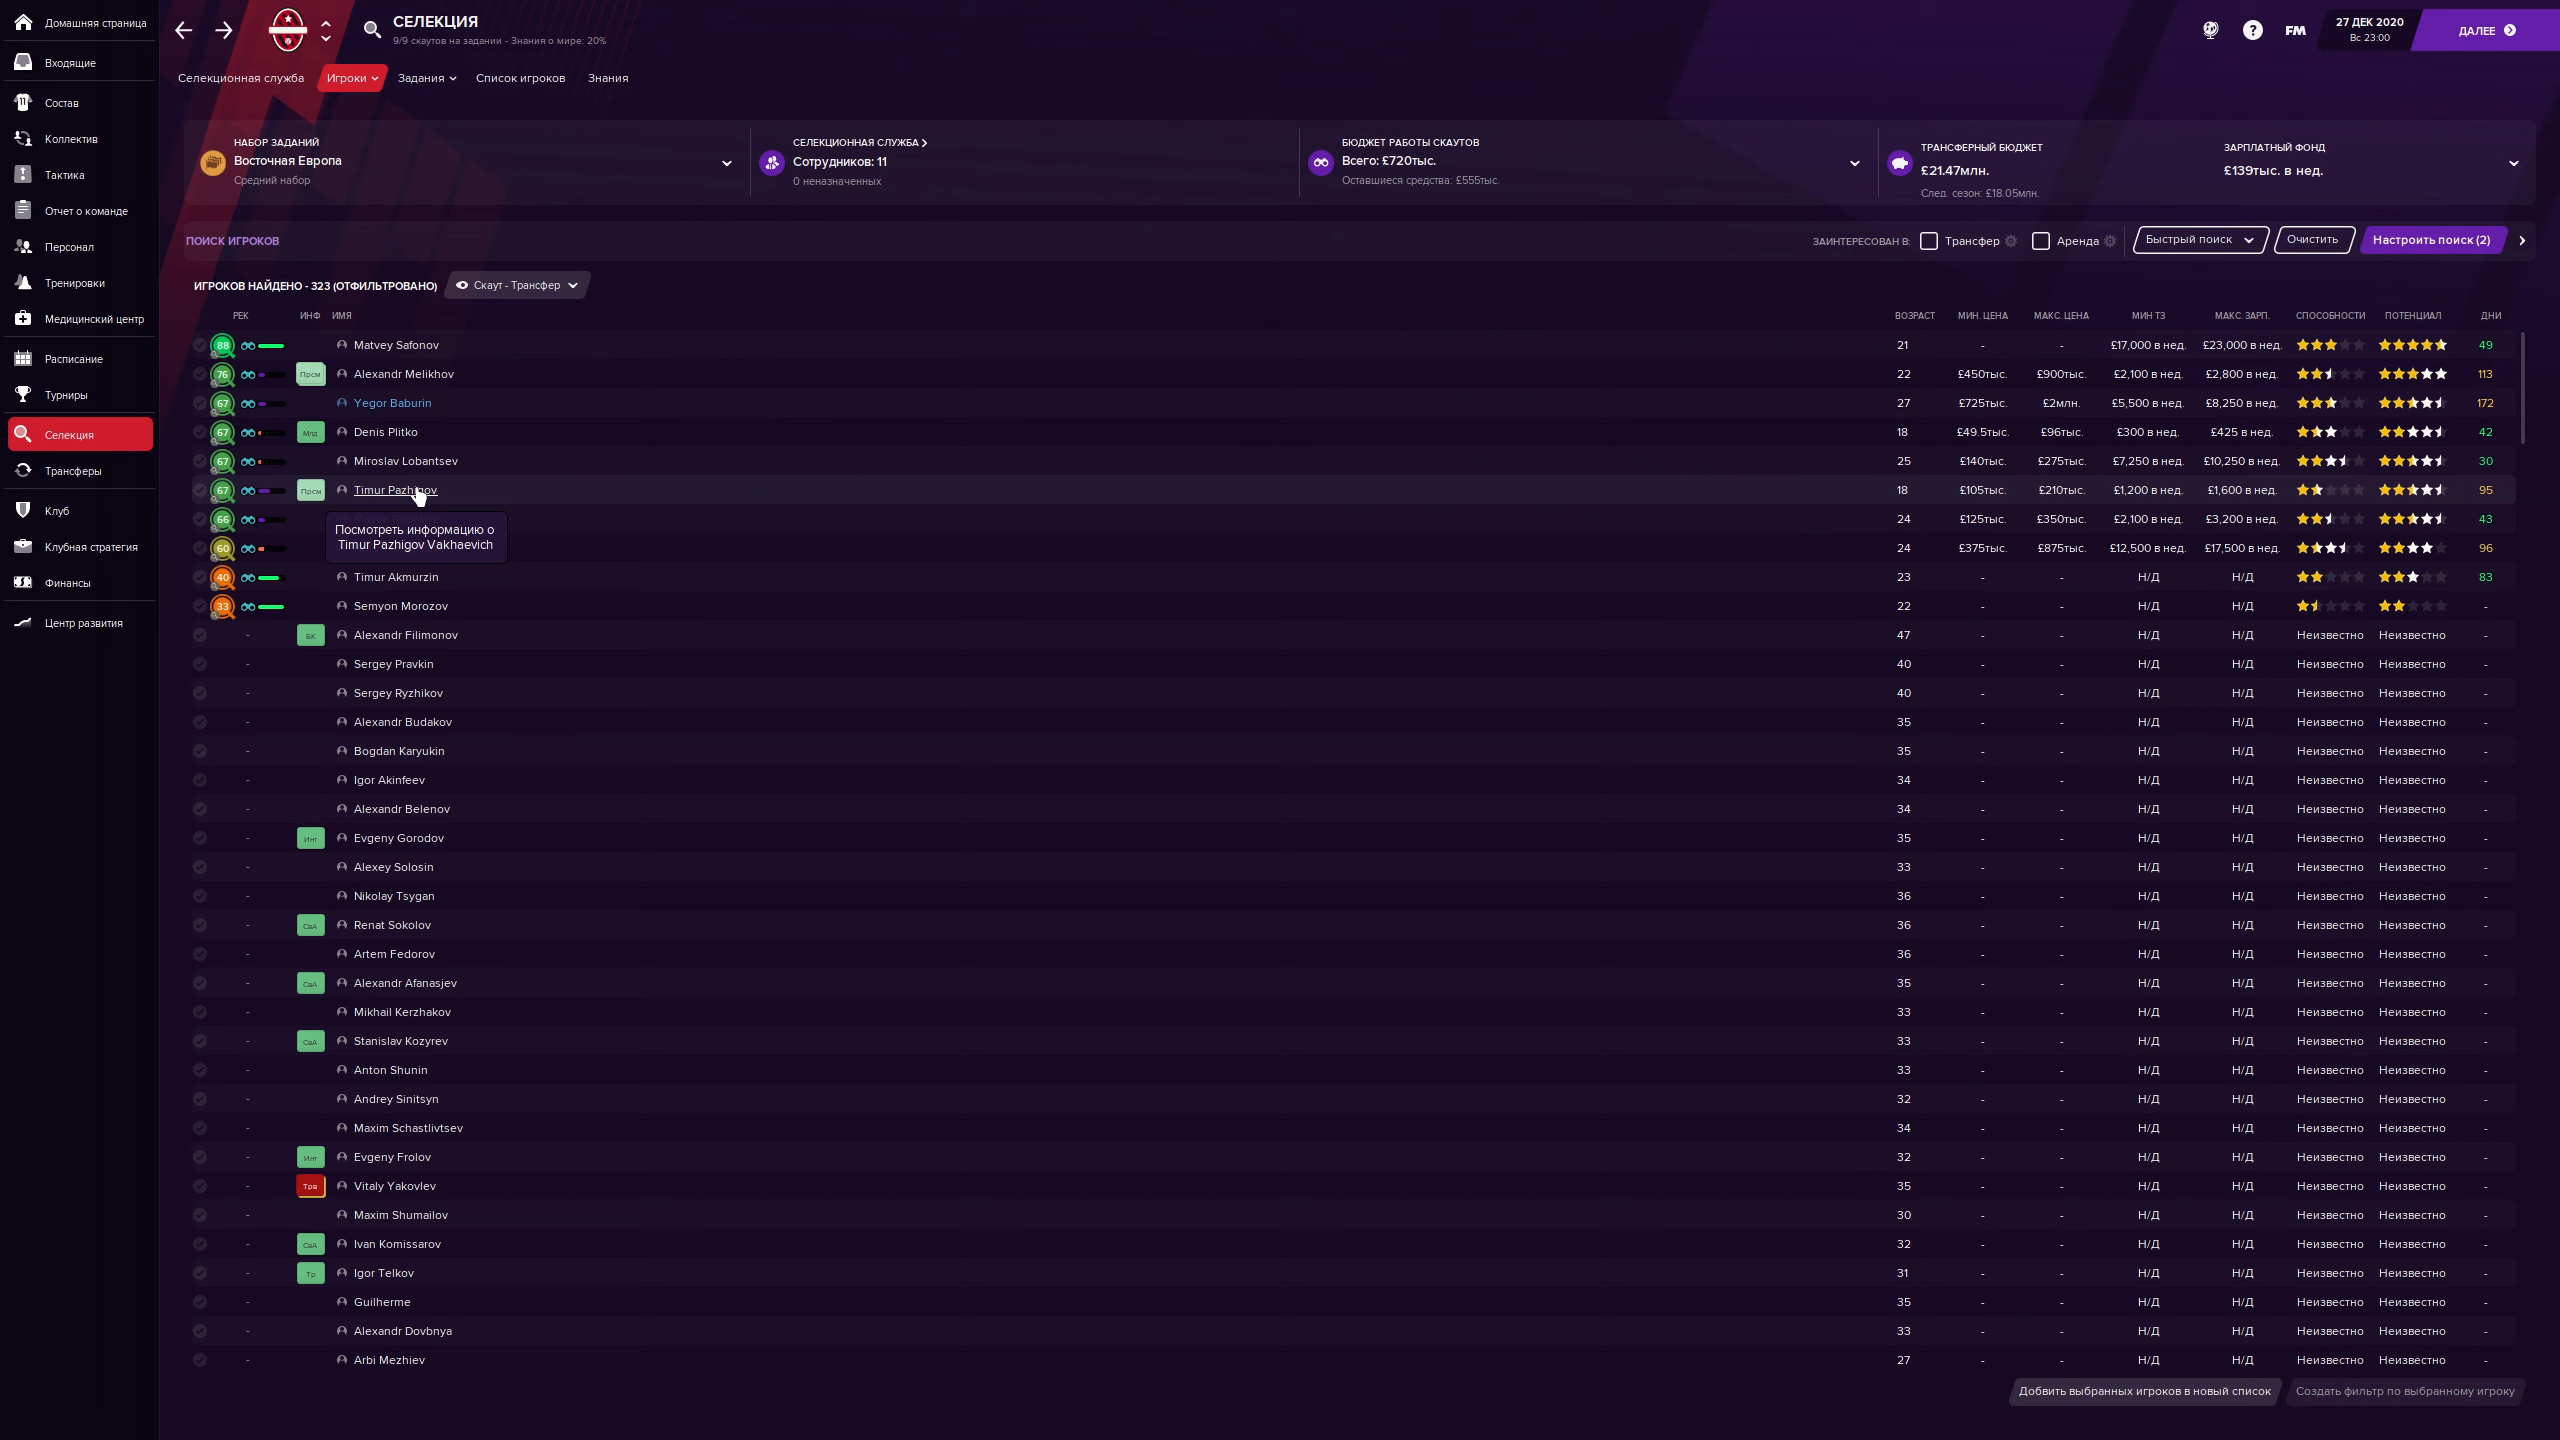 Домашняя страница
Входящие
Состав
Коллектив
Тактика
Отчет о команде
Персонал
Тренировки
Медицинский центр
Расписание
Турниры
Селекция
Трансферы
Клуб
Клубная стратегия
Финансы
Центр развития
СЕЛЕКЦИЯ
9/9 скаутов на задании - Знания о мире: 20%
FM
27 ДЕК 2020
Вс 23:00
ДАЛЕЕ
Селекционная служба Игроки Задания Список игроков Знания
НАБОР ЗАДАНИЙ
Восточная Европа
Средний набор
СЕЛЕКЦИОННАЯ СЛУЖБА
Сотрудников: 11
0 неназначенных
БЮДЖЕТ РАБОТЫ СКАУТОВ
Всего: £720тыс.
Оставшиеся средства: £555тыс.
ТРАНСФЕРНЫЙ БЮДЖЕТ
£21.47млн.
След. сезон: £18.05млн.
ЗАРПЛАТНЫЙ ФОНД
£139тыс. в нед.
ПОИСК ИГРОКОВ ЗАИНТЕРЕСОВАН В: Трансфер Аренда Быстрый поиск Очистить Настроить поиск (2)
ИГРОКОВ НАЙДЕНО - 323 (ОТФИЛЬТРОВАНО) Скаут - Трансфер
РЕК ИНФ ИМЯ ВОЗРАСТ МИН. ЦЕНА МАКС. ЦЕНА МИН ТЗ МАКС. ЗАРП. СПОСОБНОСТИ ПОТЕНЦИАЛ ДНИ
88 Matvey Safonov 21 - - £17,000 в нед. £23,000 в нед. 49
76 Прсм Alexandr Melikhov 22 £450тыс. £900тыс. £2,100 в нед. £2,800 в нед. 113
67 Yegor Baburin 27 £725тыс. £2млн. £5,500 в нед. £8,250 в нед. 172
67 Млд Denis Plitko 18 £49.5тыс. £96тыс. £300 в нед. £425 в нед. 42
67 Miroslav Lobantsev 25 £140тыс. £275тыс. £7,250 в нед. £10,250 в нед. 30
67 Прсм Timur Pazhigov 18 £105тыс. £210тыс. £1,200 в нед. £1,600 в нед. 95
66 24 £125тыс. £350тыс. £2,100 в нед. £3,200 в нед. 43
60 24 £375тыс. £875тыс. £12,500 в нед. £17,500 в нед. 96
Посмотреть информацию о
Timur Pazhigov Vakhaevich
40 Timur Akmurzin 23 - - Н/Д Н/Д 83
33 Semyon Morozov 22 - - Н/Д Н/Д -
- БК Alexandr Filimonov 47 - - Н/Д Н/Д Неизвестно Неизвестно -
- Sergey Pravkin 40 - - Н/Д Н/Д Неизвестно Неизвестно -
- Sergey Ryzhikov 40 - - Н/Д Н/Д Неизвестно Неизвестно -
- Alexandr Budakov 35 - - Н/Д Н/Д Неизвестно Неизвестно -
- Bogdan Karyukin 35 - - Н/Д Н/Д Неизвестно Неизвестно -
- Igor Akinfeev 34 - - Н/Д Н/Д Неизвестно Неизвестно -
- Alexandr Belenov 34 - - Н/Д Н/Д Неизвестно Неизвестно -
- Инт Evgeny Gorodov 35 - - Н/Д Н/Д Неизвестно Неизвестно -
- Alexey Solosin 33 - - Н/Д Н/Д Неизвестно Неизвестно -
- Nikolay Tsygan 36 - - Н/Д Н/Д Неизвестно Неизвестно -
- СвА Renat Sokolov 36 - - Н/Д Н/Д Неизвестно Неизвестно -
- Artem Fedorov 36 - - Н/Д Н/Д Неизвестно Неизвестно -
- СвА Alexandr Afanasjev 35 - - Н/Д Н/Д Неизвестно Неизвестно -
- Mikhail Kerzhakov 33 - - Н/Д Н/Д Неизвестно Неизвестно -
- СвА Stanislav Kozyrev 33 - - Н/Д Н/Д Неизвестно Неизвестно -
- Anton Shunin 33 - - Н/Д Н/Д Неизвестно Неизвестно -
- Andrey Sinitsyn 32 - - Н/Д Н/Д Неизвестно Неизвестно -
- Maxim Schastlivtsev 34 - - Н/Д Н/Д Неизвестно Неизвестно -
- Инт Evgeny Frolov 32 - - Н/Д Н/Д Неизвестно Неизвестно -
- Трв Vitaly Yakovlev 35 - - Н/Д Н/Д Неизвестно Неизвестно -
- Maxim Shumailov 30 - - Н/Д Н/Д Неизвестно Неизвестно -
- СвА Ivan Komissarov 32 - - Н/Д Н/Д Неизвестно Неизвестно -
- Тр Igor Telkov 31 - - Н/Д Н/Д Неизвестно Неизвестно -
- Guilherme 35 - - Н/Д Н/Д Неизвестно Неизвестно -
- Alexandr Dovbnya 33 - - Н/Д Н/Д Неизвестно Неизвестно -
- Arbi Mezhiev 27 - - Н/Д Н/Д Неизвестно Неизвестно -
Добвить выбранных игроков в новый список Создать фильтр по выбранному игроку